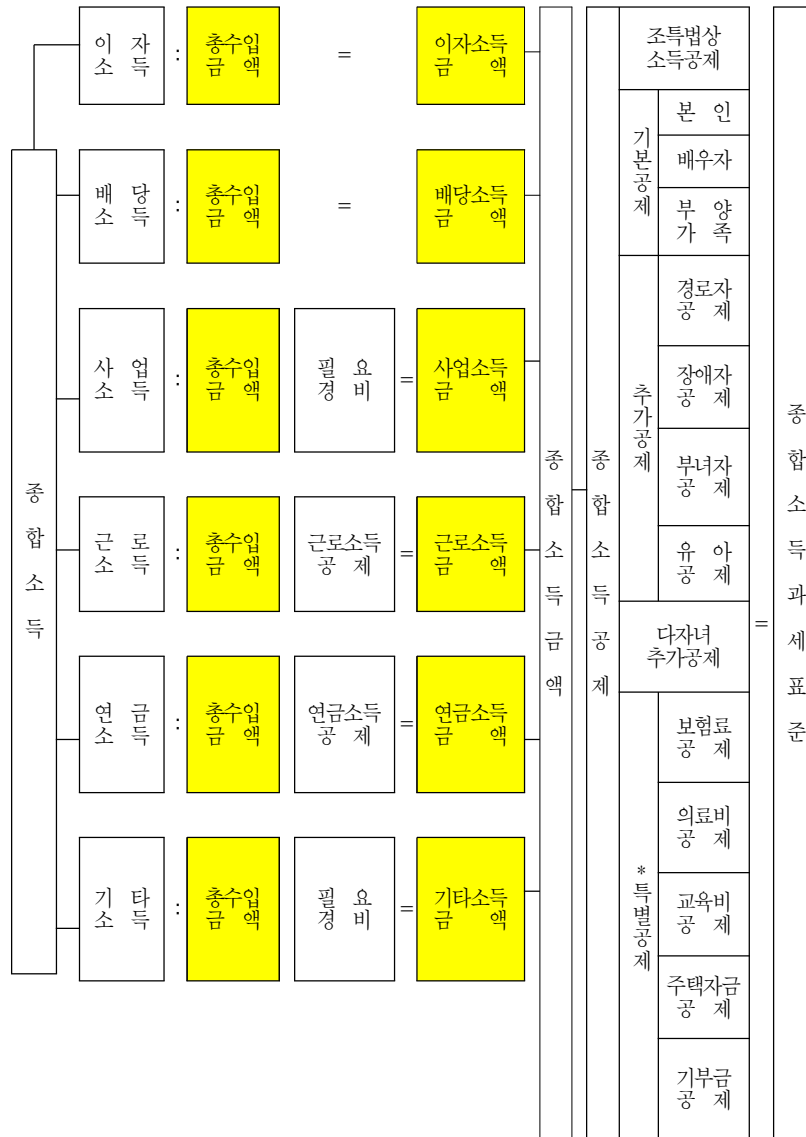 종합소득
이 자
소 득
:
총수입
금 액
=
이자소득
금 액
배 당
소 득
:
총수입
금 액
=
배당소득
금 액
사 업
소 득
:
총수입
금 액
필 요
경 비
=
사업소득
금 액
근 로
소 득
:
총수입
금 액
근로소득
공 제
=
근로소득
금 액
연 금
소 득
:
총수입
금 액
연금소득
공 제
=
연금소득
금 액
기 타
소 득
:
총수입
금 액
필 요
경 비
=
기타소득
금 액
종합소득금액
종합소득공제
조특법상
소득공제
기본공제
본 인
배우자
부 양
가 족
추가공제
경로자
공 제
장애자
공 제
부녀자
공 제
유 아
공 제
다자녀
추가공제
*특별공제
보험료
공 제
의료비
공 제
교육비
공 제
주택자금
공 제
기부금
공 제
=
종합소득과세표준